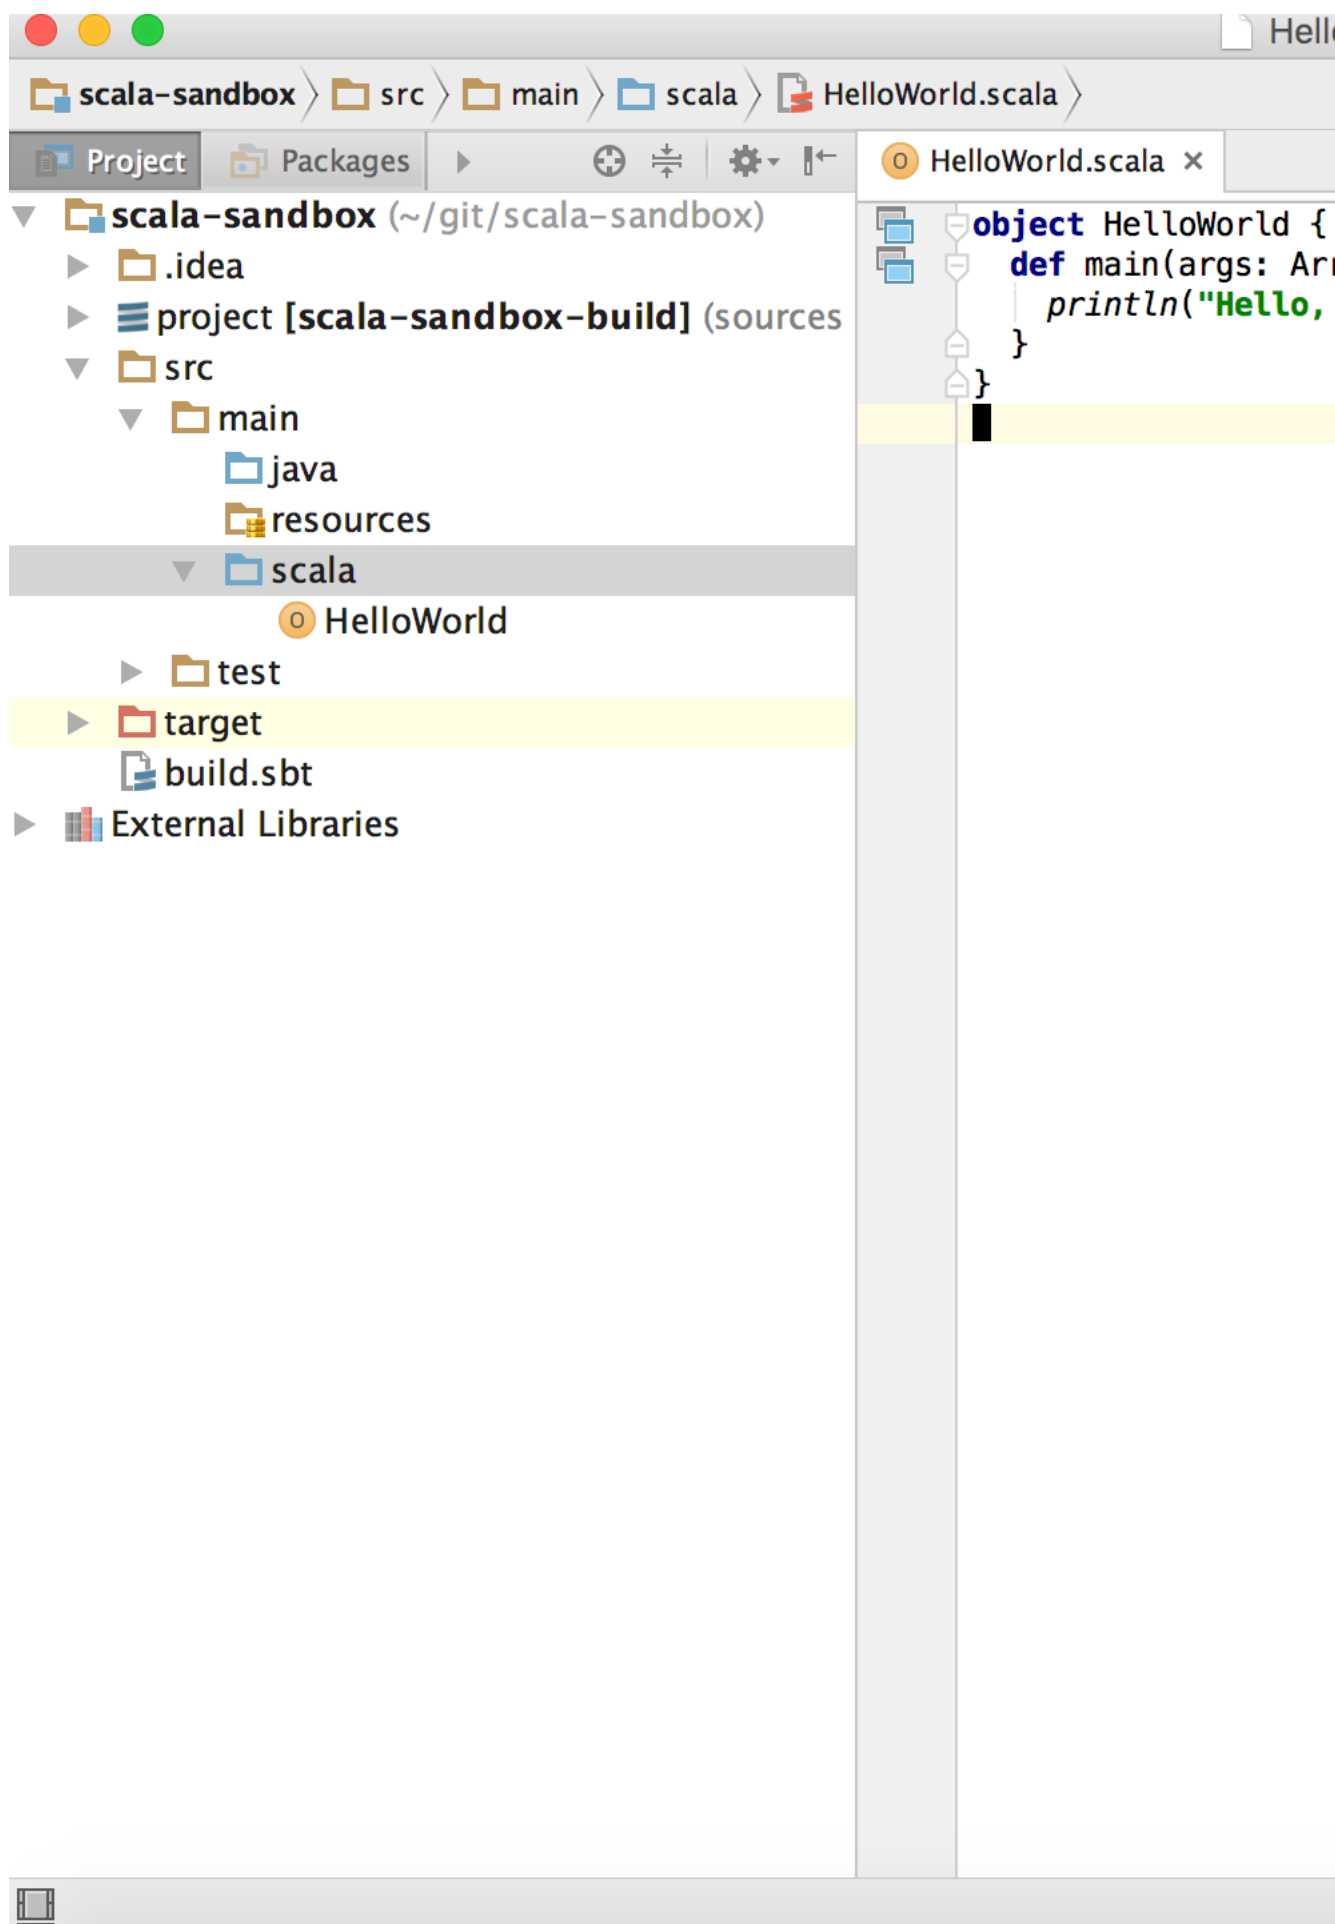 Hell
scala-sandbox src main scala HelloWorld.scala
Project Packages
HelloWorld.scala ×
scala-sandbox (~/git/scala-sandbox)
.idea
project [scala-sandbox-build] (sources
src
main
java
resources
scala
HelloWorld
test
target
build.sbt
External Libraries
object HelloWorld {
def main(args: Arr
println("Hello,
}
}